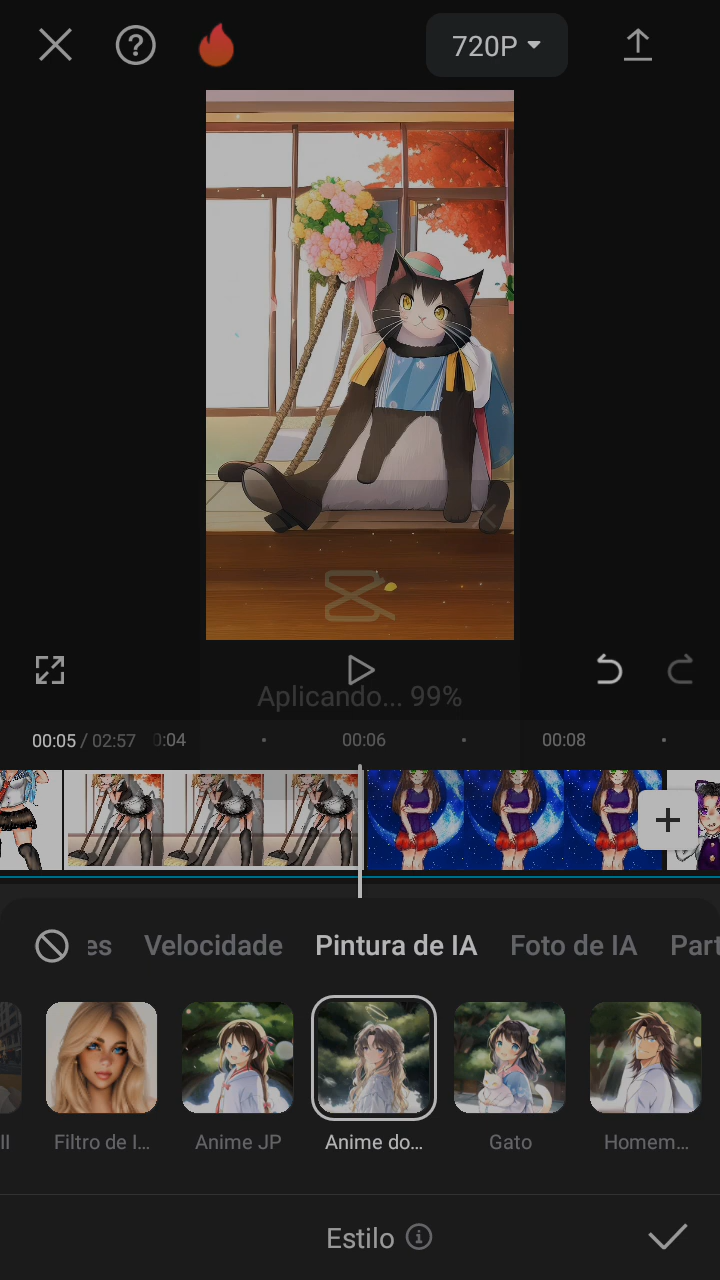 720P
Aplicando... 99%
00:05 / 02:57
0:04
00:06
00:08
es
Velocidade
Pintura de IA
Foto de IA
Part
ll
Filtro de I...
Anime JP
Anime do...
Gato
Homem...
Estilo